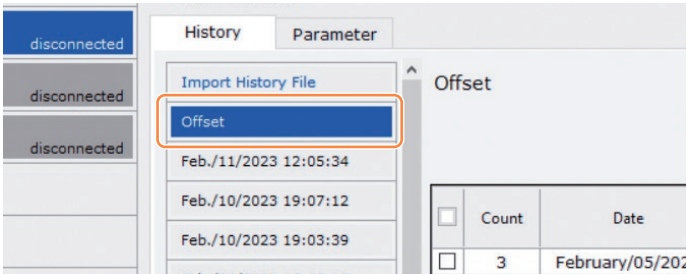 disconnected
disconnected
disconnected
History
Parameter
Import History File
Offset
Feb./11/2023 12:05:34
Feb./10/2023 19:07:12
Feb./10/2023 19:03:39
Offset
Count
Date
3
February/05/202